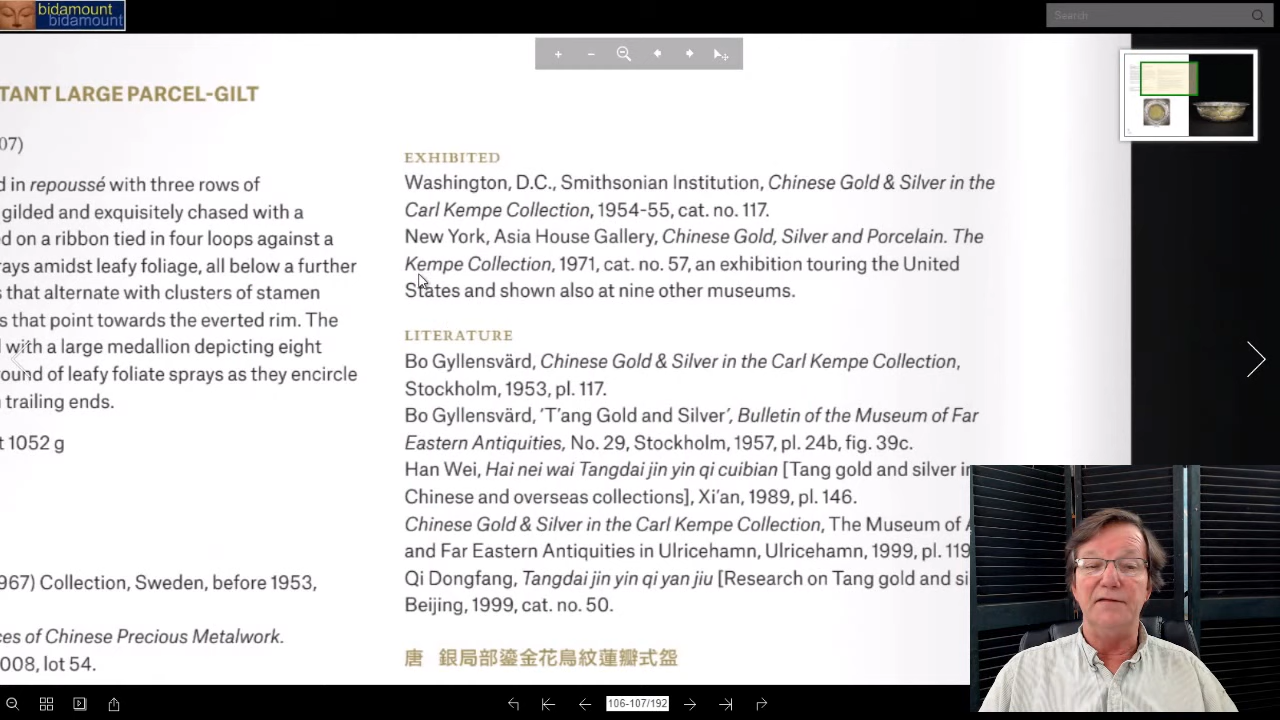 bidamount
bidamount
Search
TANT LARGE PARCEL-GILT
07)
d in repoussé with three rows of
gilded and exquisitely chased with a
d on a ribbon tied in four loops against a
rays amidst leafy foliage, all below a further
s that alternate with clusters of stamen
s that point towards the everted rim. The
with a large medallion depicting eight
ound of leafy foliate sprays as they encircle
trailing ends.
t 1052 g
967) Collection, Sweden, before 1953,
ces of Chinese Precious Metalwork.
008, lot 54.
EXHIBITED
Washington, D.C., Smithsonian Institution, Chinese Gold & Silver in the
Carl Kempe Collection, 1954-55, cat. no. 117.
New York, Asia House Gallery, Chinese Gold, Silver and Porcelain. The
Kempe Collection, 1971, cat. no. 57, an exhibition touring the United
States and shown also at nine other museums.
LITERATURE
Bo Gyllensvärd, Chinese Gold & Silver in the Carl Kempe Collection,
Stockholm, 1953, pl. 117.
Bo Gyllensvärd, 'T'ang Gold and Silver', Bulletin of the Museum of Far
Eastern Antiquities, No. 29, Stockholm, 1957, pl. 24b, fig. 39c.
Han Wei, Hai nei wai Tangdai jin yin qi cuibian [Tang gold and silver in
Chinese and overseas collections], Xi'an, 1989, pl. 146.
Chinese Gold & Silver in the Carl Kempe Collection, The Museum of A
and Far Eastern Antiquities in Ulricehamn, Ulricehamn, 1999, pl. 119
Qi Dongfang, Tangdai jin yin qi yan jiu [Research on Tang gold and si
Beijing, 1999, cat. no. 50.
唐 銀局部鎏金花鳥紋蓮瓣式盌
106-107/192